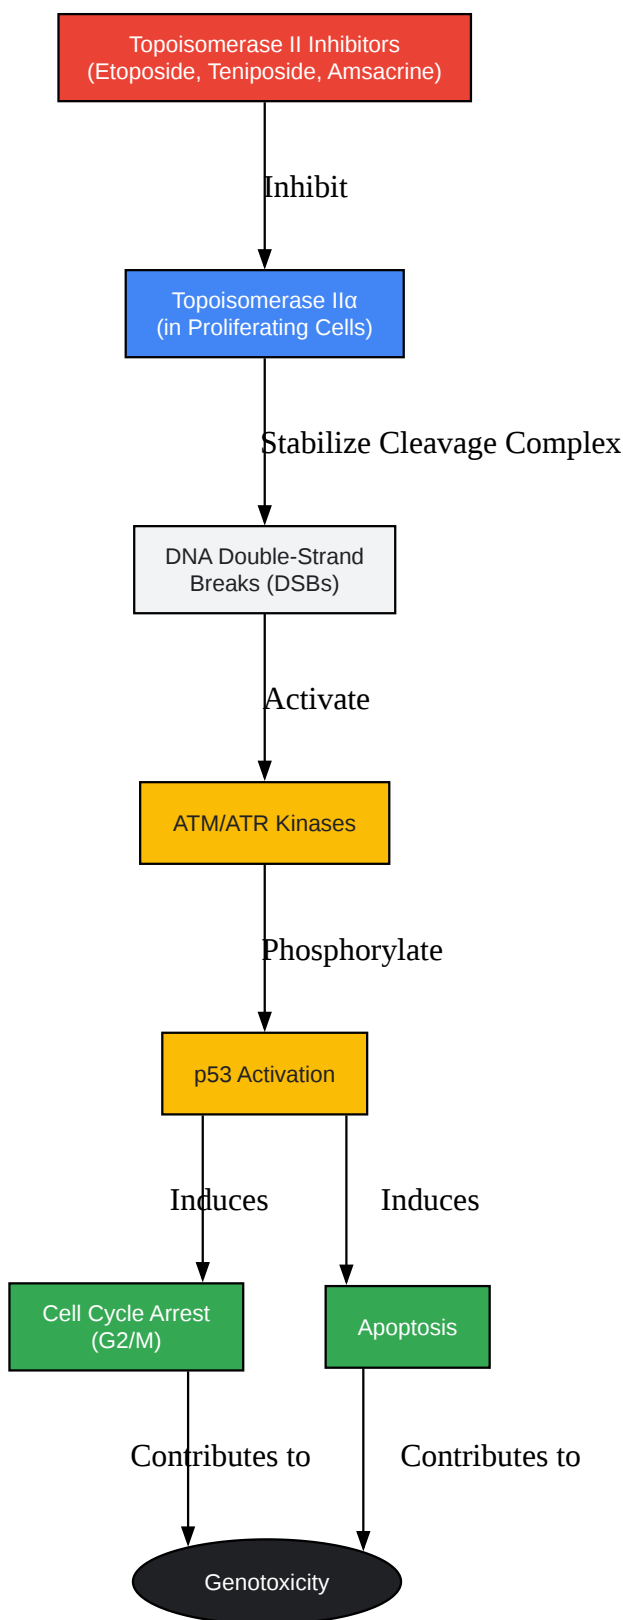 Topoisomerase II Inhibitors
(Etoposide, Teniposide, Amsacrine)
Inhibit
Topoisomerase IIα
(in Proliferating Cells)
Stabilize Cleavage Complex
DNA Double-Strand
Breaks (DSBs)
Activate
ATM/ATR Kinases
Phosphorylate
p53 Activation
Induces
Induces
Cell Cycle Arrest
(G2/M)
Apoptosis
Contributes to
Contributes to
Genotoxicity